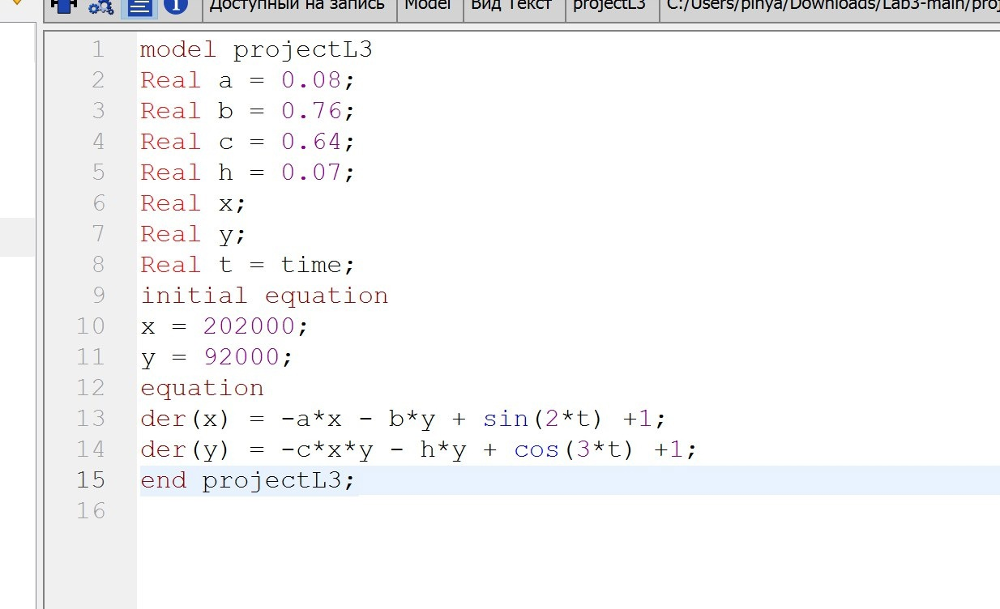 Доступный на запись Model Вид Текст projectL3 C:/Users/pinya/Downloads/Lab3-main/proj
1 model projectL3
2 Real a = 0.08;
3 Real b = 0.76;
4 Real c = 0.64;
5 Real h = 0.07;
6 Real x;
7 Real y;
8 Real t = time;
9 initial equation
10 x = 202000;
11 y = 92000;
12 equation
13 der(x) = -a*x - b*y + sin(2*t) +1;
14 der(y) = -c*x*y - h*y + cos(3*t) +1;
15 end projectL3;
16